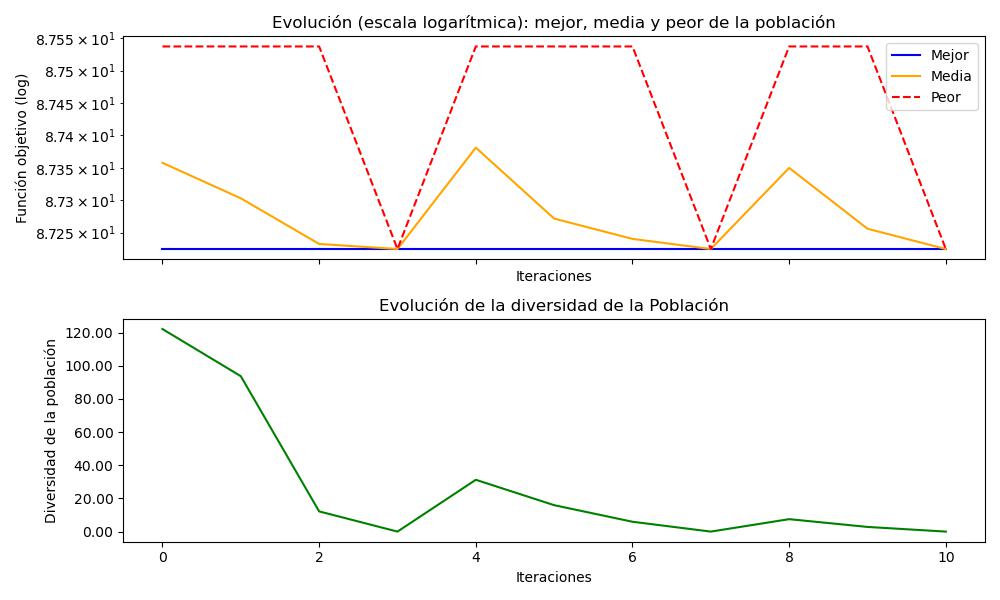 Evolución (escala logarítmica): mejor, media y peor de la población
Función objetivo (log)
8.755 × 10¹
8.75 × 10¹
8.745 × 10¹
8.74 × 10¹
8.735 × 10¹
8.73 × 10¹
8.725 × 10¹
Mejor
Media
Peor
Iteraciones
Evolución de la diversidad de la Población
Diversidad de la población
120.00
100.00
80.00
60.00
40.00
20.00
0.00
0 2 4 6 8 10
Iteraciones